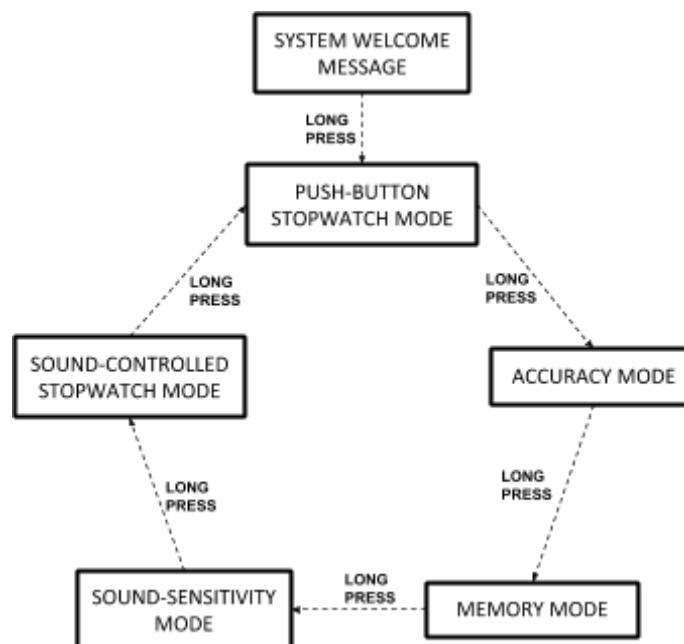 SYSTEM WELCOME
MESSAGE
LONG
PRESS
PUSH-BUTTON
STOPWATCH MODE
LONG
PRESS
LONG
PRESS
SOUND-CONTROLLED
STOPWATCH MODE
ACCURACY MODE
LONG
PRESS
LONG
PRESS
LONG
PRESS
SOUND-SENSITIVITY
MODE
MEMORY MODE